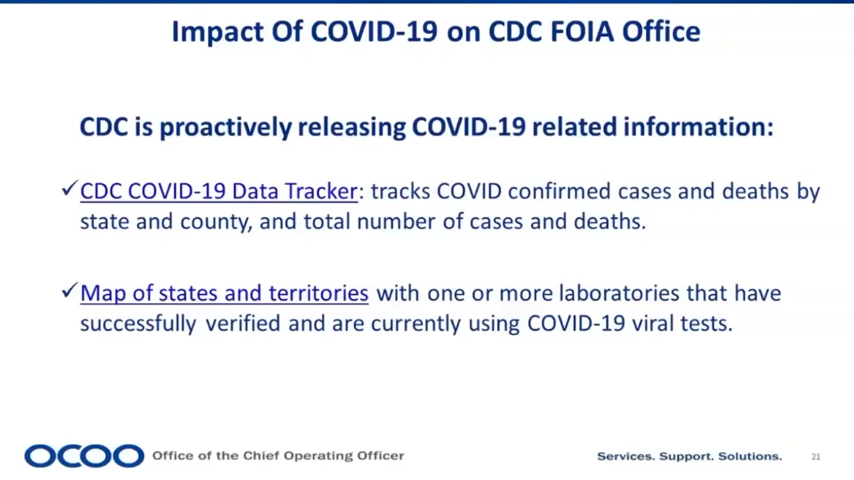 Impact Of COVID-19 on CDC FOIA Office
CDC is proactively releasing COVID-19 related information:
✓CDC COVID-19 Data Tracker: tracks COVID confirmed cases and deaths by
state and county, and total number of cases and deaths.
✓Map of states and territories with one or more laboratories that have
successfully verified and are currently using COVID-19 viral tests.
OCOO Office of the Chief Operating Officer Services. Support. Solutions. 21